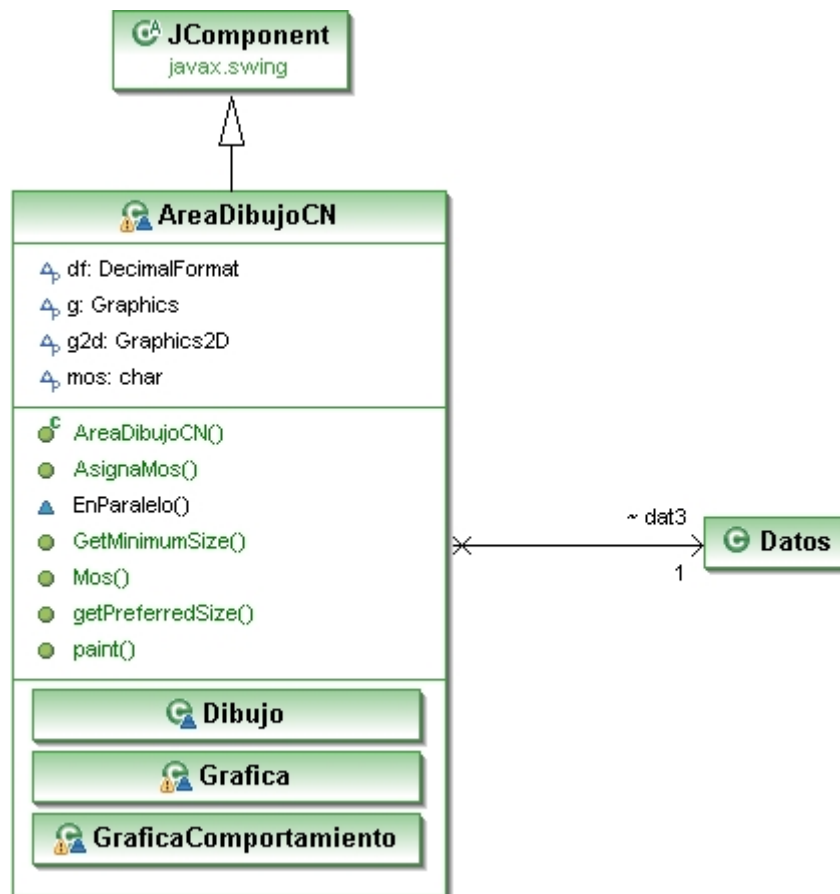 JComponent
javax.swing
AreaDibujoCN
df: DecimalFormat
g: Graphics
g2d: Graphics2D
mos: char
AreaDibujoCN()
AsignaMos()
EnParalelo()
GetMinimumSize()
Mos()
getPreferredSize()
paint()
~ dat3
1
Datos
Dibujo
Grafica
GraficaComportamiento